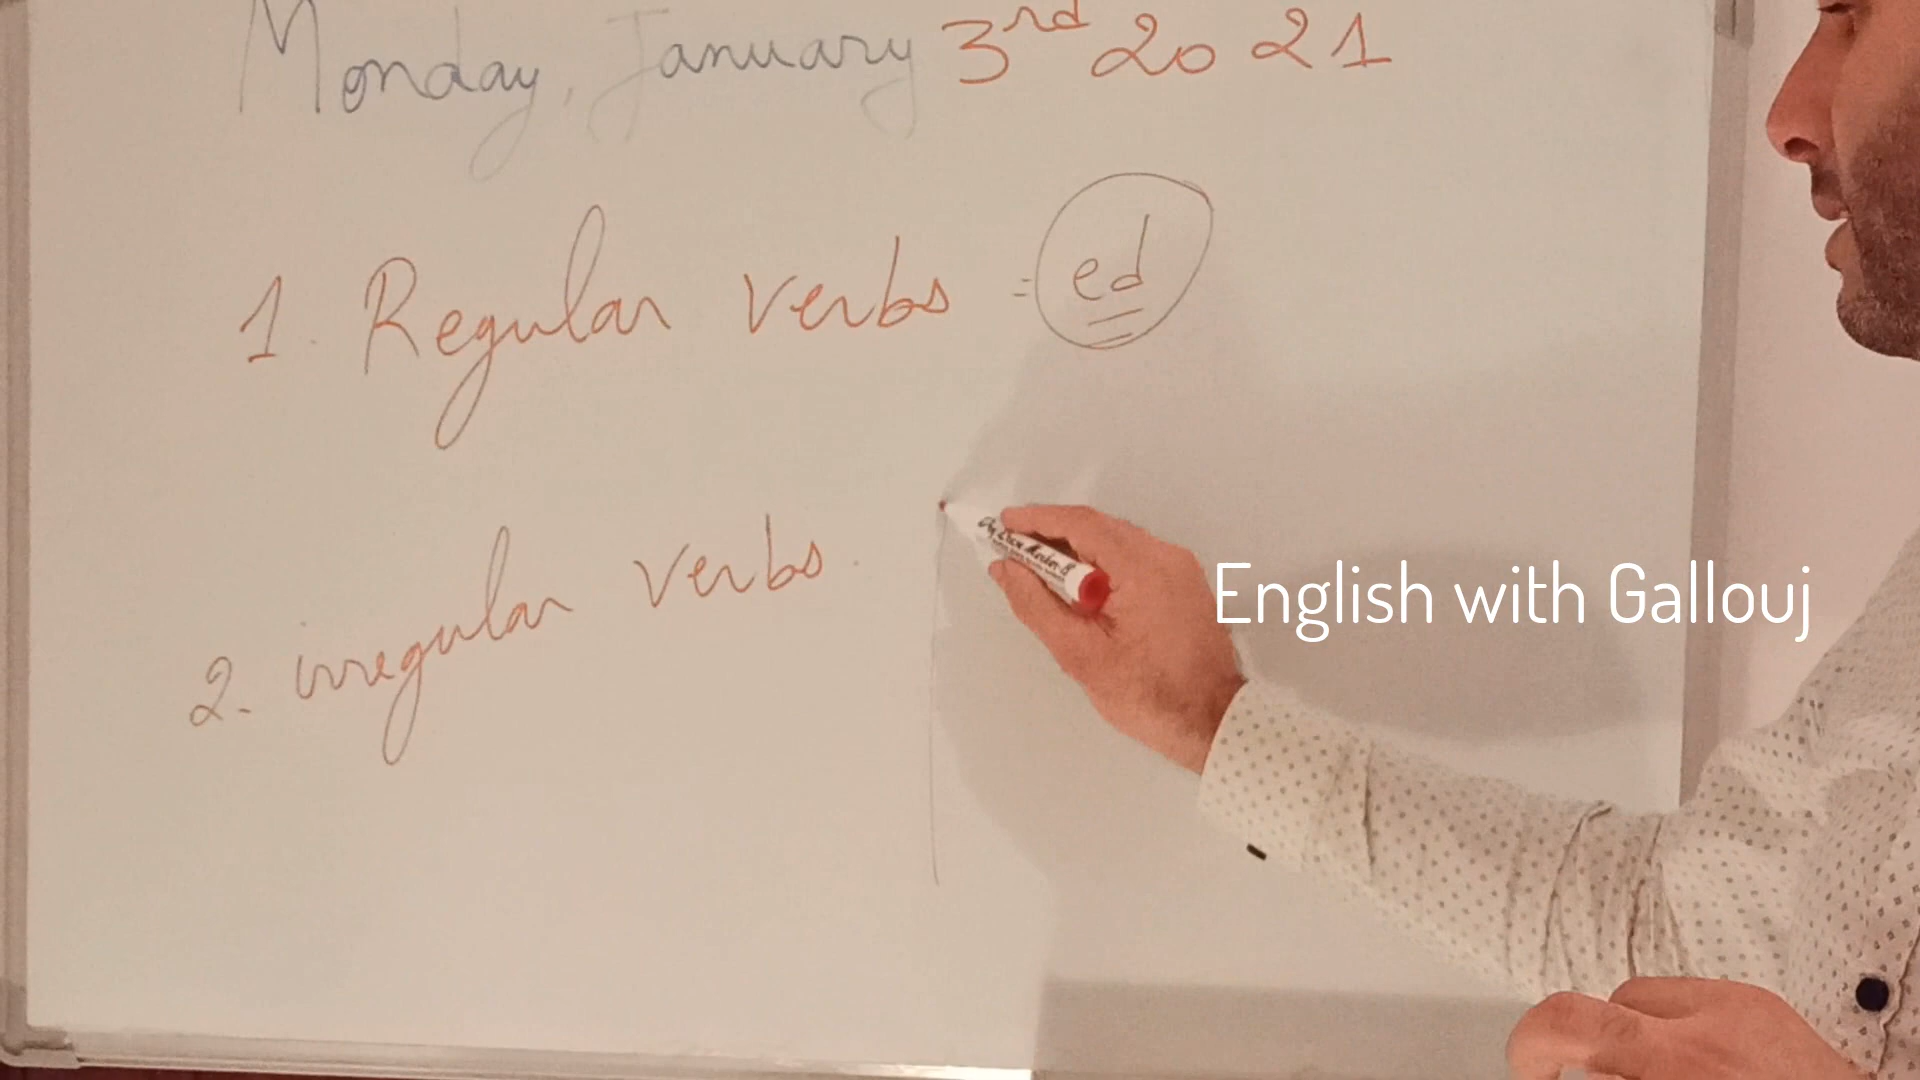 Monday, January 3rd 2021
1. Regular verbs = ed
2. irregular verbs.
English with Gallouj